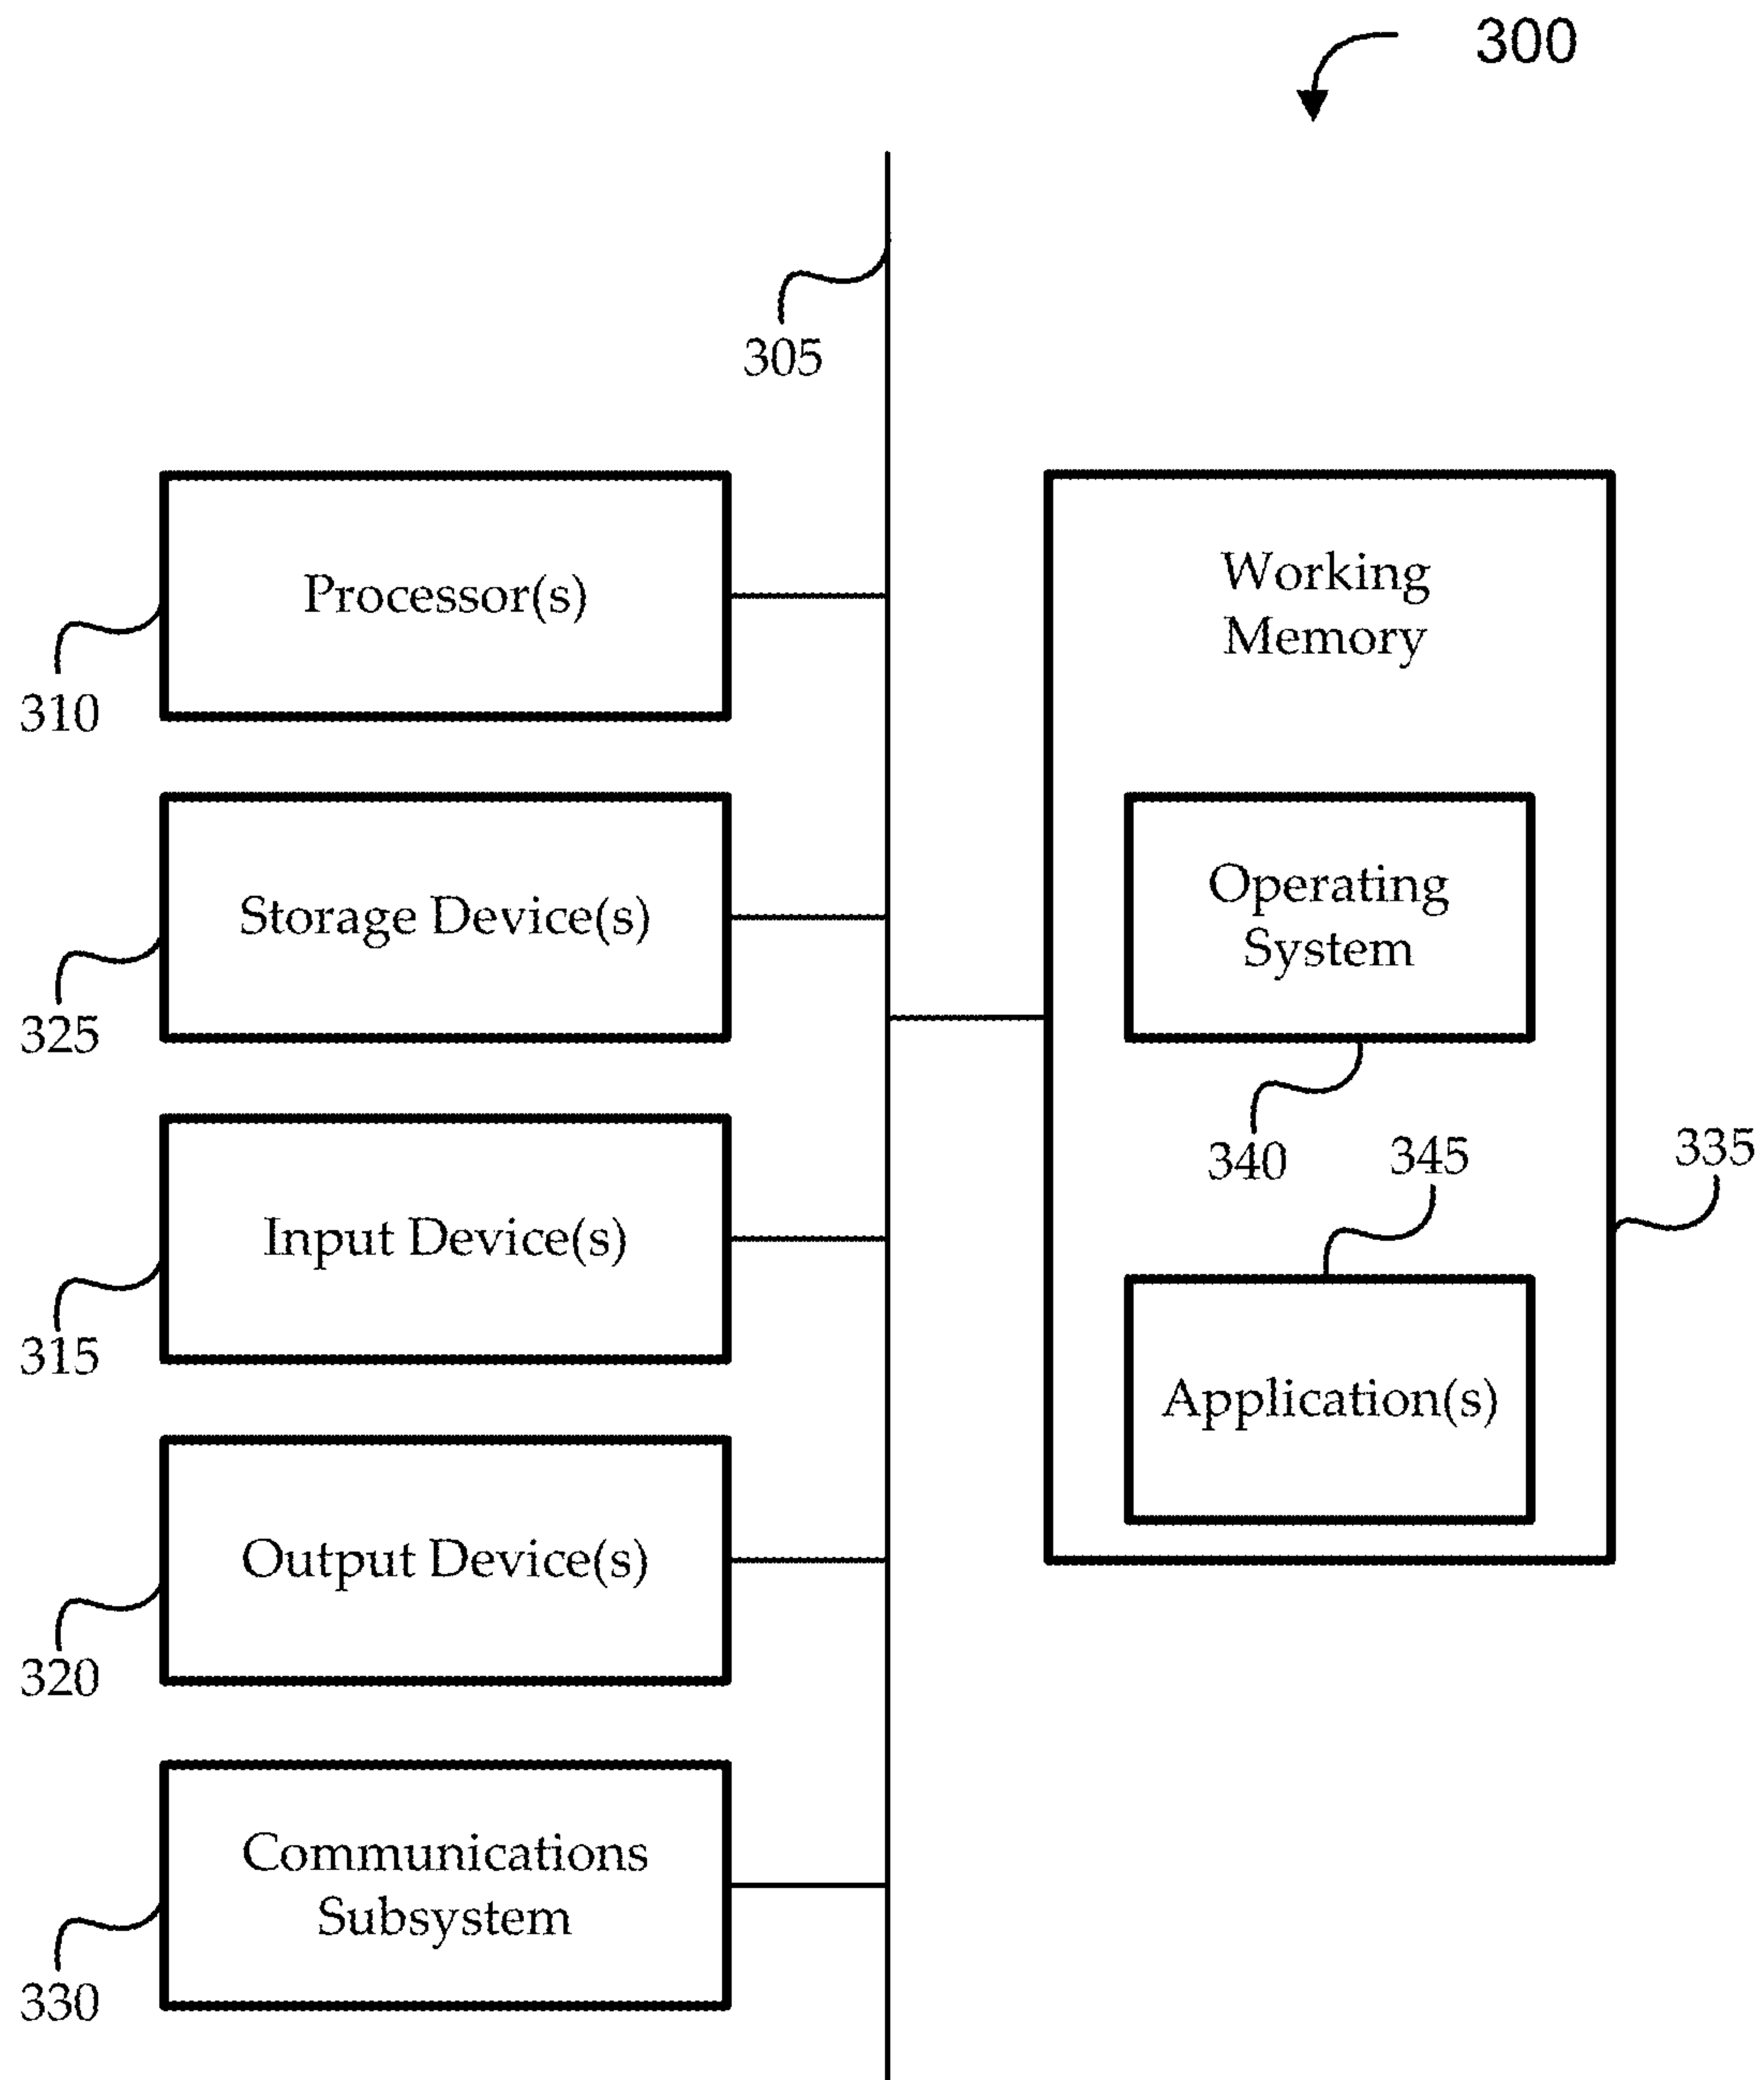 300
305
Processor(s)
310
Storage Device(s)
325
Input Device(s)
315
Output Device(s)
320
Communications
Subsystem
330
Working
Memory
Operating
System
340
345
335
Application(s)